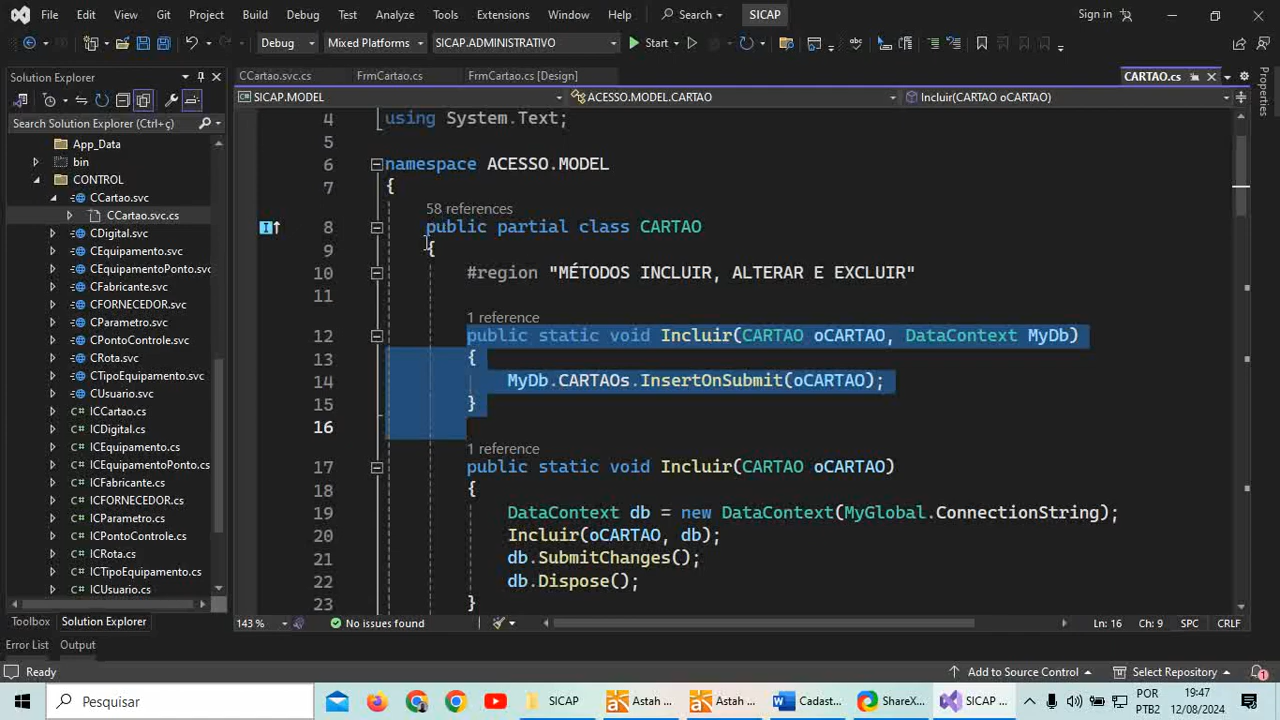 File Edit View Git Project Build Debug Test Analyze Tools Extensions Window Help Search SICAP Sign in
Debug Mixed Platforms SICAP.ADMINISTRATIVO Start
Solution Explorer
CCartao.svc.cs FrmCartao.cs FrmCartao.cs [Design] CARTAO.cs
SICAP.MODEL ACESSO.MODEL.CARTAO Incluir(CARTAO oCARTAO)
Search Solution Explorer (Ctrl+ç)
App_Data
bin
CONTROL
CCartao.svc
CCartao.svc.cs
CDigital.svc
CEquipamento.svc
CEquipamentoPonto.svc
CFabricante.svc
CFORNECEDOR.svc
CParametro.svc
CPontoControle.svc
CRota.svc
CTipoEquipamento.svc
CUsuario.svc
ICCartao.cs
ICDigital.cs
ICEquipamento.cs
ICEquipamentoPonto.cs
ICFabricante.cs
ICFORNECEDOR.cs
ICParametro.cs
ICPontoControle.cs
ICRota.cs
ICTipoEquipamento.cs
ICUsuario.cs
4 using System.Text;
5
6 namespace ACESSO.MODEL
7 {
58 references
8 public partial class CARTAO
9 {
10 #region "MÉTODOS INCLUIR, ALTERAR E EXCLUIR"
11
1 reference
12 public static void Incluir(CARTAO oCARTAO, DataContext MyDb)
13 {
14 MyDb.CARTAOs.InsertOnSubmit(oCARTAO);
15 }
16
1 reference
17 public static void Incluir(CARTAO oCARTAO)
18 {
19 DataContext db = new DataContext(MyGlobal.ConnectionString);
20 Incluir(oCARTAO, db);
21 db.SubmitChanges();
22 db.Dispose();
23 }
Properties
Toolbox Solution Explorer
143 % No issues found Ln: 16 Ch: 9 SPC CRLF
Error List Output
Ready Add to Source Control Select Repository 1
Pesquisar SICAP Astah ... Astah ... Cadast... ShareX... SICAP ... POR PTB2 19:47 12/08/2024